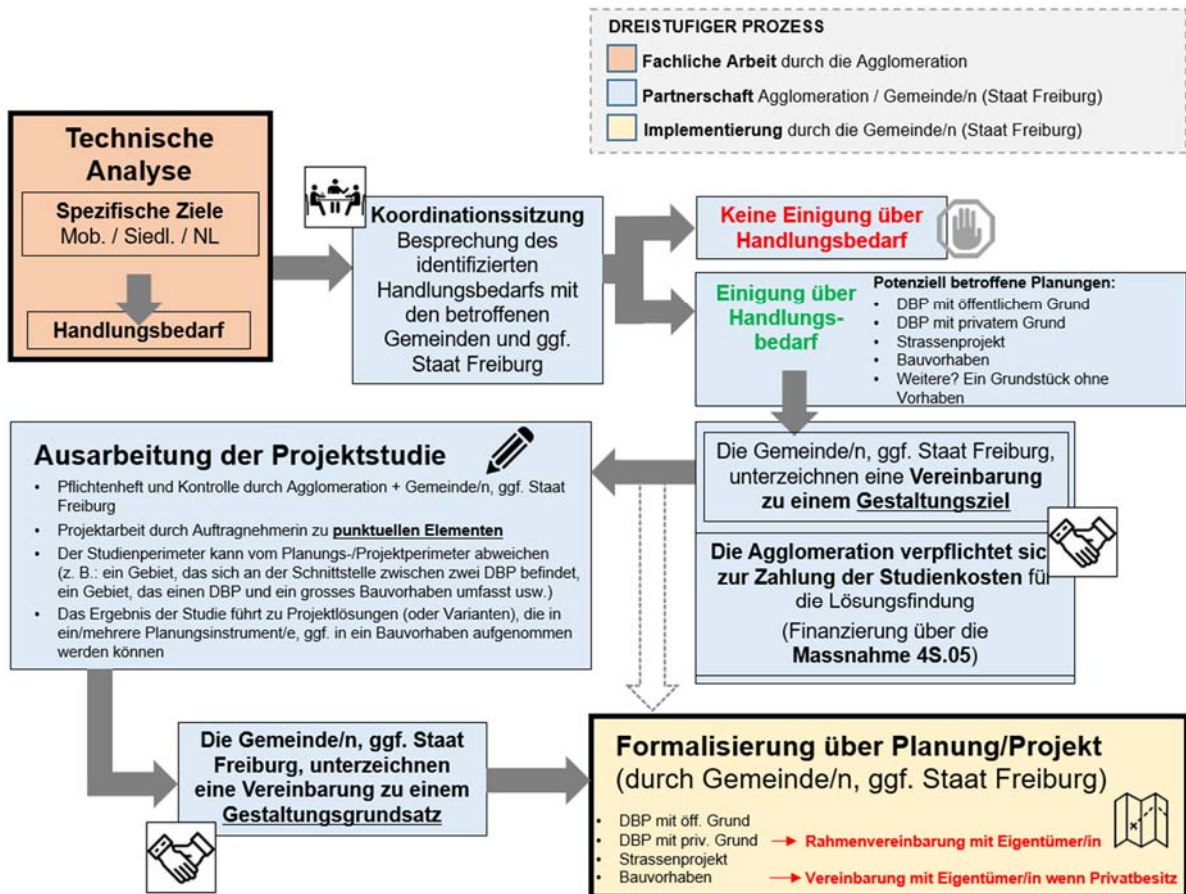 DREISTUFIGER PROZESS
Fachliche Arbeit durch die Agglomeration
Partnerschaft Agglomeration / Gemeinde/n (Staat Freiburg)
Implementierung durch die Gemeinde/n (Staat Freiburg)
Technische
Analyse
Spezifische Ziele
Mob. / Siedl. / NL
Handlungsbedarf
Koordinationssitzung
Besprechung des
identifizierten
Handlungsbedarfs mit
den betroffenen
Gemeinden und ggf.
Staat Freiburg
Keine Einigung über
Handlungsbedarf
Einigung über
Handlungs-
bedarf
Potenziell betroffene Planungen:
• DBP mit öffentlichem Grund
• DBP mit privatem Grund
• Strassenprojekt
• Bauvorhaben
• Weitere? Ein Grundstück ohne
Vorhaben
Die Gemeinde/n, ggf. Staat Freiburg,
unterzeichnen eine Vereinbarung
zu einem Gestaltungsziel
Die Agglomeration verpflichtet sich
zur Zahlung der Studienkosten für
die Lösungsfindung
(Finanzierung über die
Massnahme 4S.05)
Ausarbeitung der Projektstudie
• Pflichtenheft und Kontrolle durch Agglomeration + Gemeinde/n, ggf. Staat
Freiburg
• Projektarbeit durch Auftragnehmerin zu punktuellen Elementen
• Der Studienperimeter kann vom Planungs-/Projektperimeter abweichen
(z. B.: ein Gebiet, das sich an der Schnittstelle zwischen zwei DBP befindet,
ein Gebiet, das einen DBP und ein grosses Bauvorhaben umfasst usw.)
• Das Ergebnis der Studie führt zu Projektlösungen (oder Varianten), die in
ein/mehrere Planungsinstrument/e, ggf. in ein Bauvorhaben aufgenommen
werden können
Die Gemeinde/n, ggf. Staat
Freiburg, unterzeichnen
eine Vereinbarung zu einem
Gestaltungsgrundsatz
Formalisierung über Planung/Projekt
(durch Gemeinde/n, ggf. Staat Freiburg)
• DBP mit öff. Grund
• DBP mit priv. Grund → Rahmenvereinbarung mit Eigentümer/in
• Strassenprojekt
• Bauvorhaben → Vereinbarung mit Eigentümer/in wenn Privatbesitz